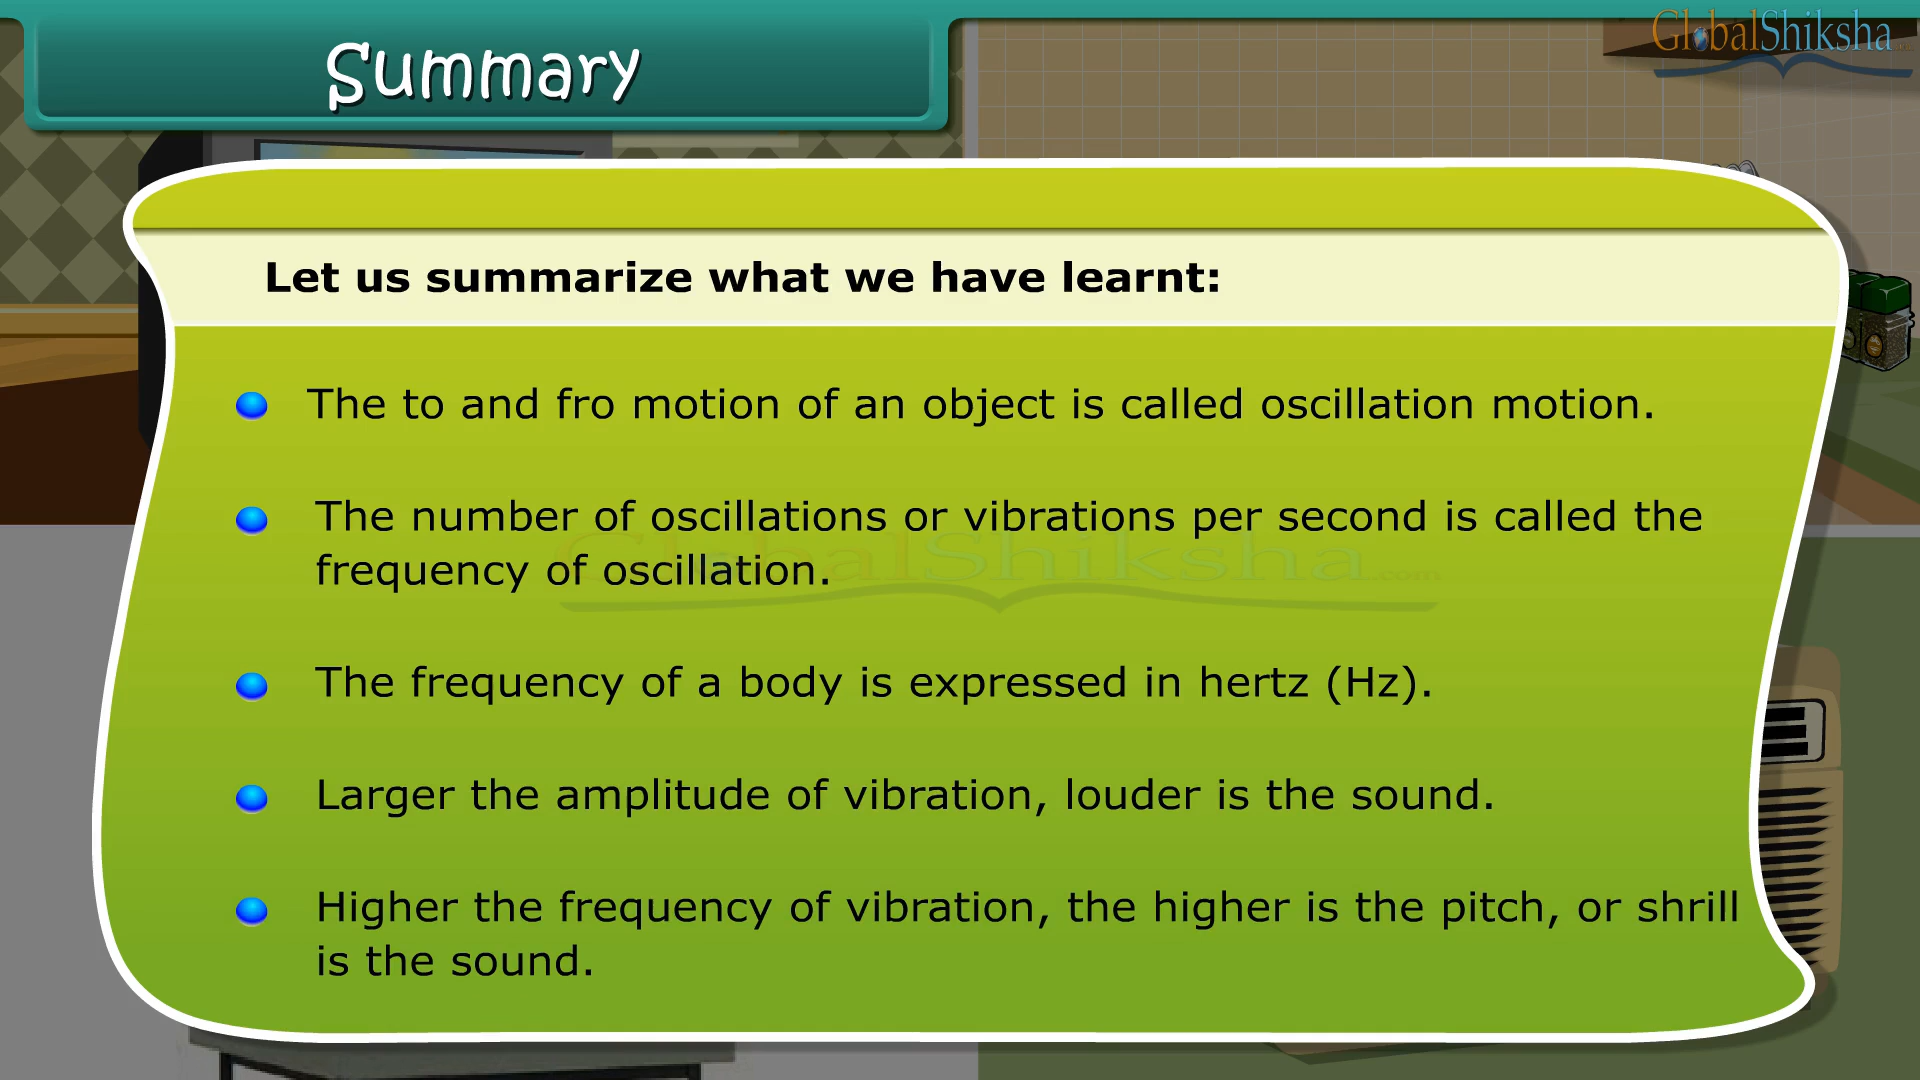 Summary
GlobalShiksha
Let us summarize what we have learnt:
The to and fro motion of an object is called oscillation motion.
The number of oscillations or vibrations per second is called the
frequency of oscillation.
GlobalShiksha.com
The frequency of a body is expressed in hertz (Hz).
Larger the amplitude of vibration, louder is the sound.
Higher the frequency of vibration, the higher is the pitch, or shrill
is the sound.